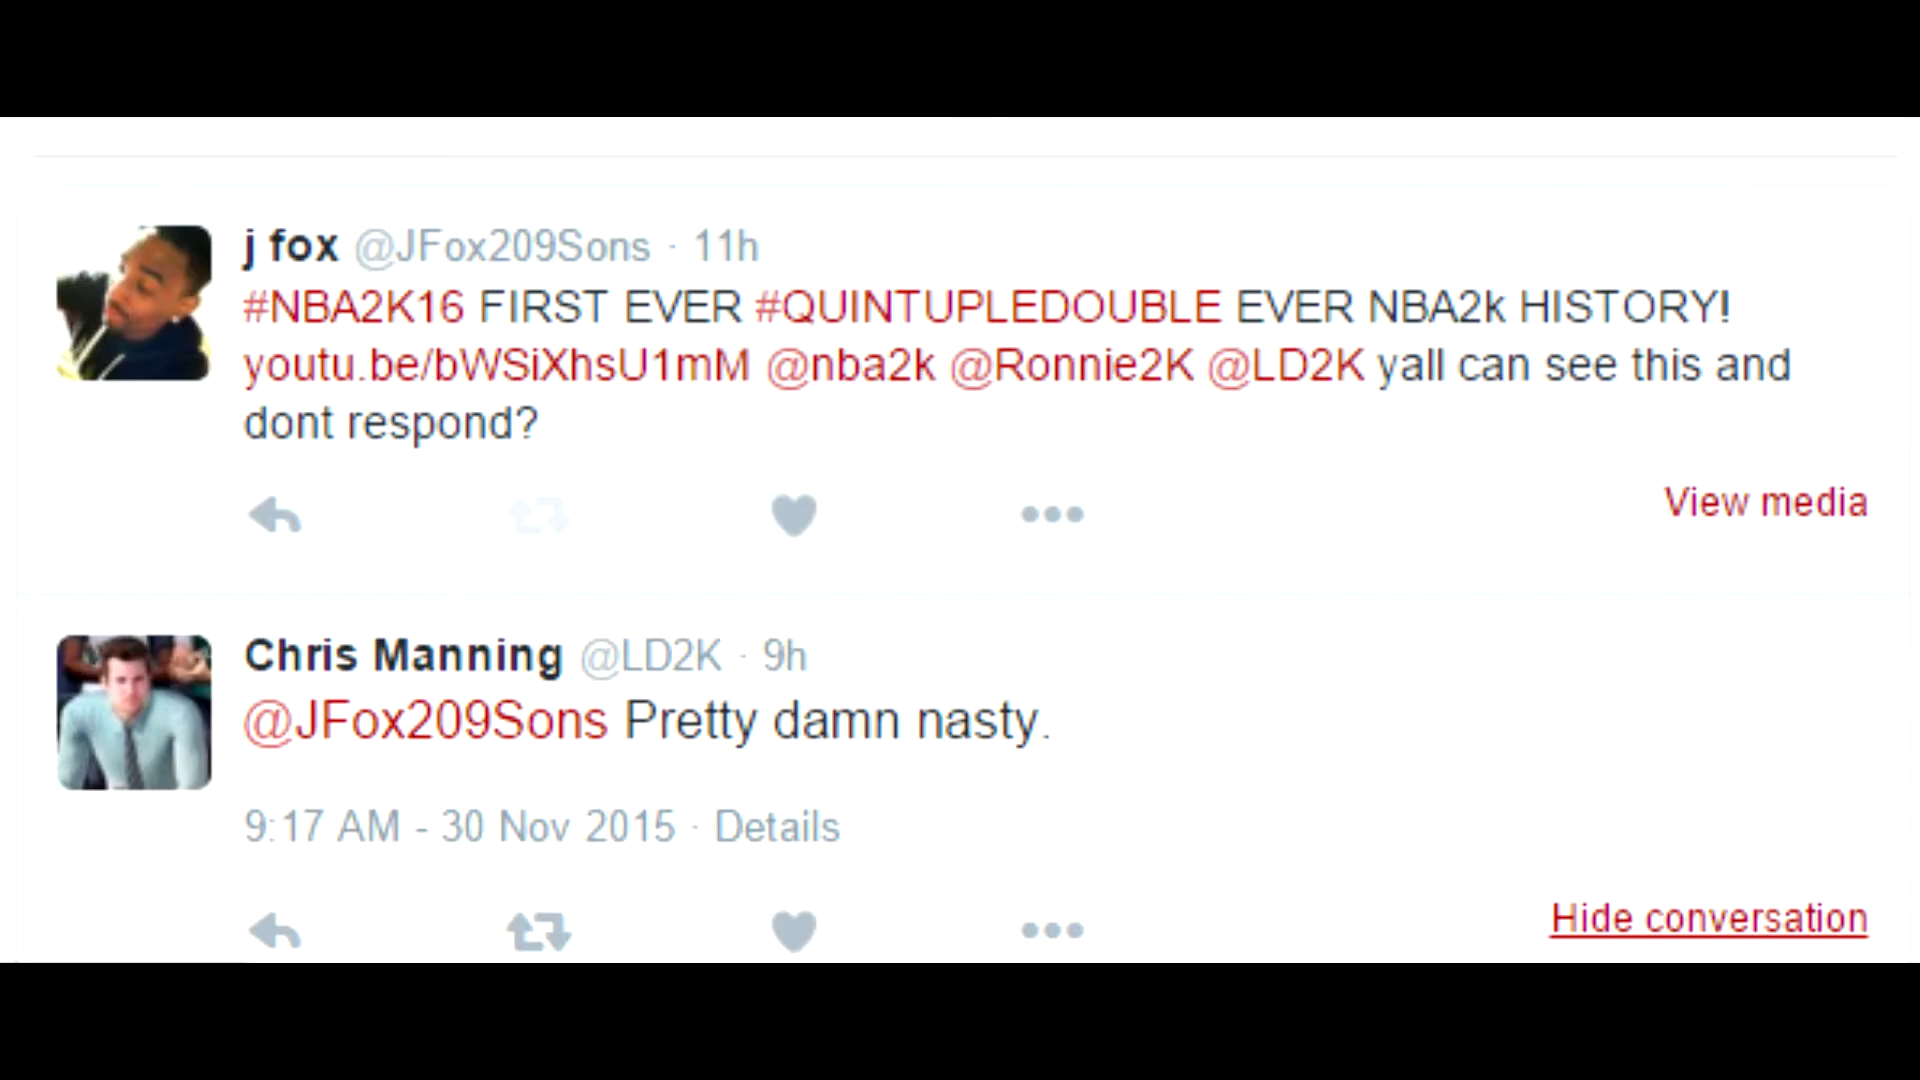 j fox @JFox209Sons · 11h
#NBA2K16 FIRST EVER #QUINTUPLEDOUBLE EVER NBA2k HISTORY!
youtu.be/bWSiXhsU1mM @nba2k @Ronnie2K @LD2K yall can see this and
dont respond?
View media
Chris Manning @LD2K · 9h
@JFox209Sons Pretty damn nasty.
9:17 AM - 30 Nov 2015 · Details
Hide conversation